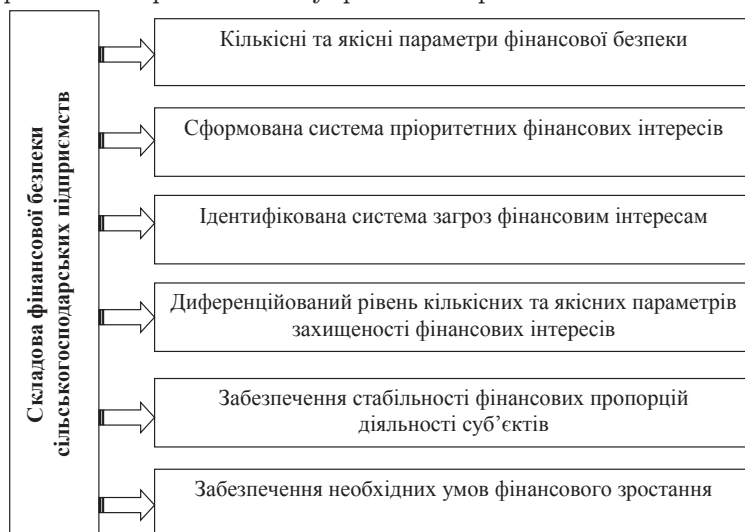 Складова фінансової безпеки
сільськогосподарських підприємств
Кількісні та якісні параметри фінансової безпеки
Сформована система пріоритетних фінансових інтересів
Ідентифікована система загроз фінансовим інтересам
Диференційований рівень кількісних та якісних параметрів
захищеності фінансових інтересів
Забезпечення стабільності фінансових пропорцій
діяльності суб’єктів
Забезпечення необхідних умов фінансового зростання